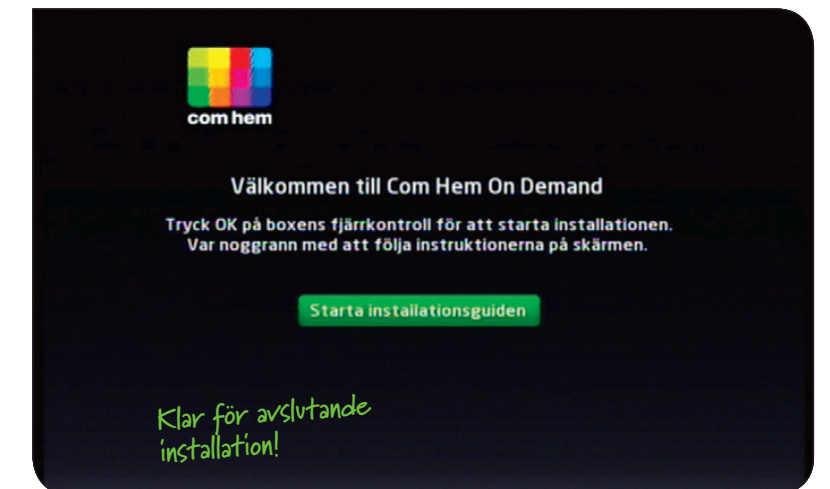 com hem
Välkommen till Com Hem On Demand
Tryck OK på boxens fjärrkontroll för att starta installationen.
Var noggrann med att följa instruktionerna på skärmen.
Starta installationsguiden
Klar för avslutande
installation!